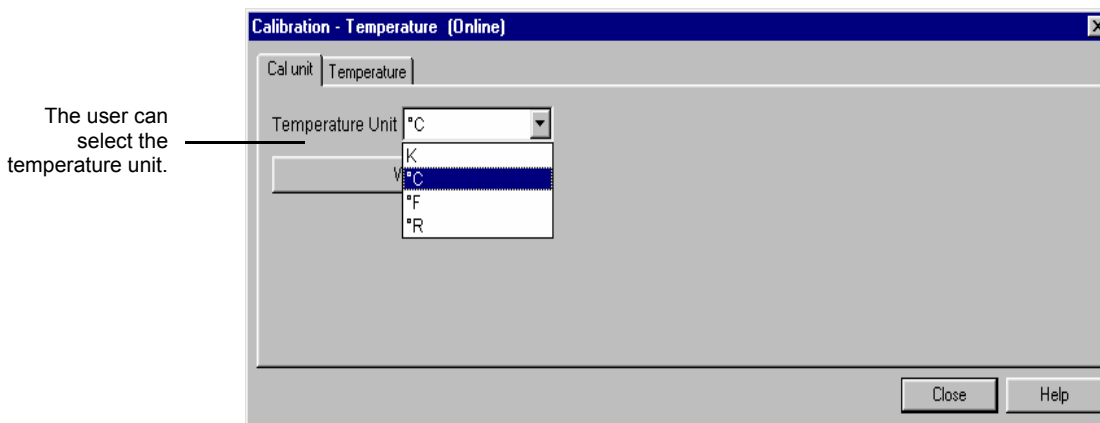 Calibration - Temperature (Online)
Cal unit
Temperature
The user can
select the
temperature unit.
Temperature Unit
°C
K
°C
°F
°R
Close
Help